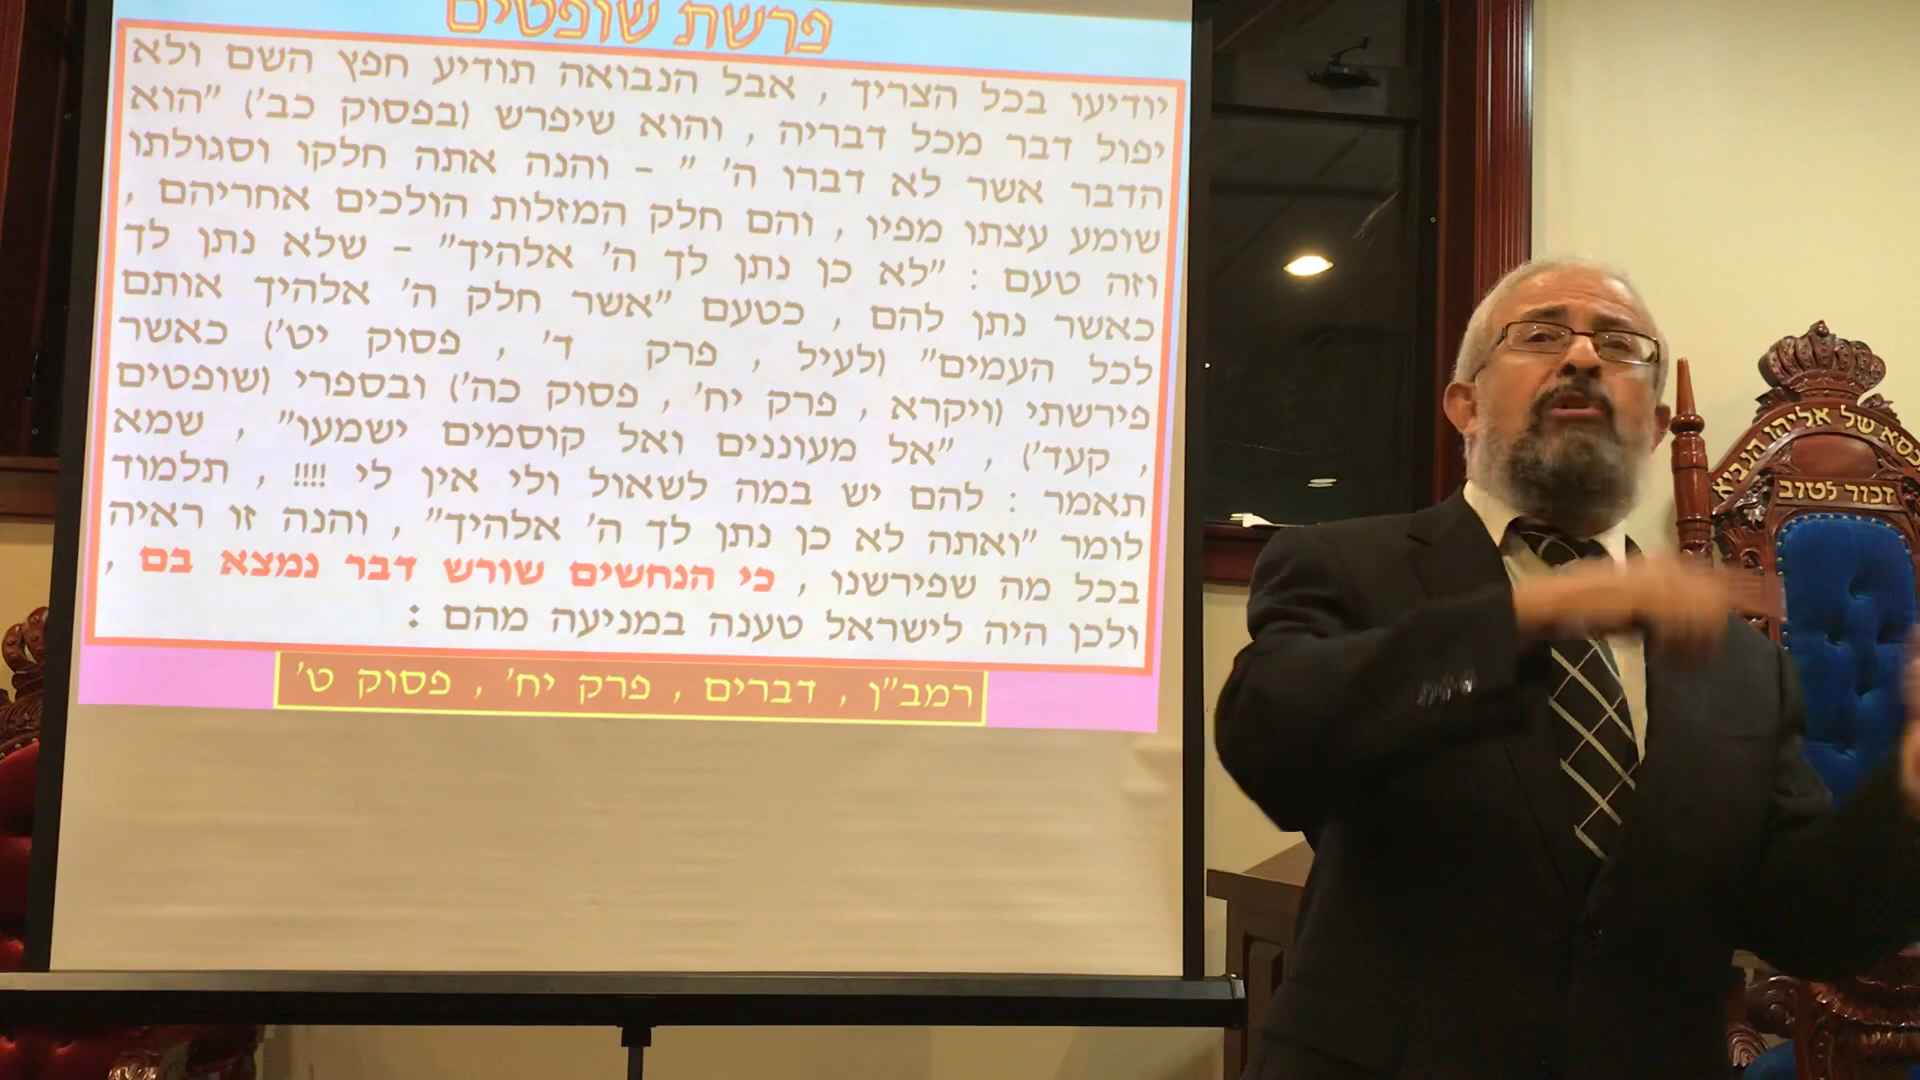 פרשת שופטים
יודיעו בכל הצריך , אבל הנבואה תודיע חפץ השם ולא
יפול דבר מכל דבריה , והוא שיפרש (בפסוק כב') "הוא
הדבר אשר לא דברו ה' " - והנה אתה חלקו וסגולתו
שומע עצתו מפיו , והם חלק המזלות הולכים אחריהם ,
וזה טעם : "לא כן נתן לך ה' אלהיך" - שלא נתן לך
כאשר נתן להם , כטעם "אשר חלק ה' אלהיך אותם
לכל העמים" (לעיל , פרק ד' , פסוק יט') כאשר
פירשתי (ויקרא , פרק יח' , פסוק כה') ובספרי (שופטים
, קעד') , "אל מעוננים ואל קוסמים ישמעו" , שמא
תאמר : להם יש במה לשאול ולי אין לי !!!! , תלמוד
לומר "ואתה לא כן נתן לך ה' אלהיך" , והנה זו ראיה
בכל מה שפירשנו , כי הנחשים שורש דבר נמצא בם ,
ולכן היה לישראל טענה במניעה מהם :
רמב"ן , דברים , פרק יח' , פסוק ט'
כסא של אליהו הנביא
זכור לטוב